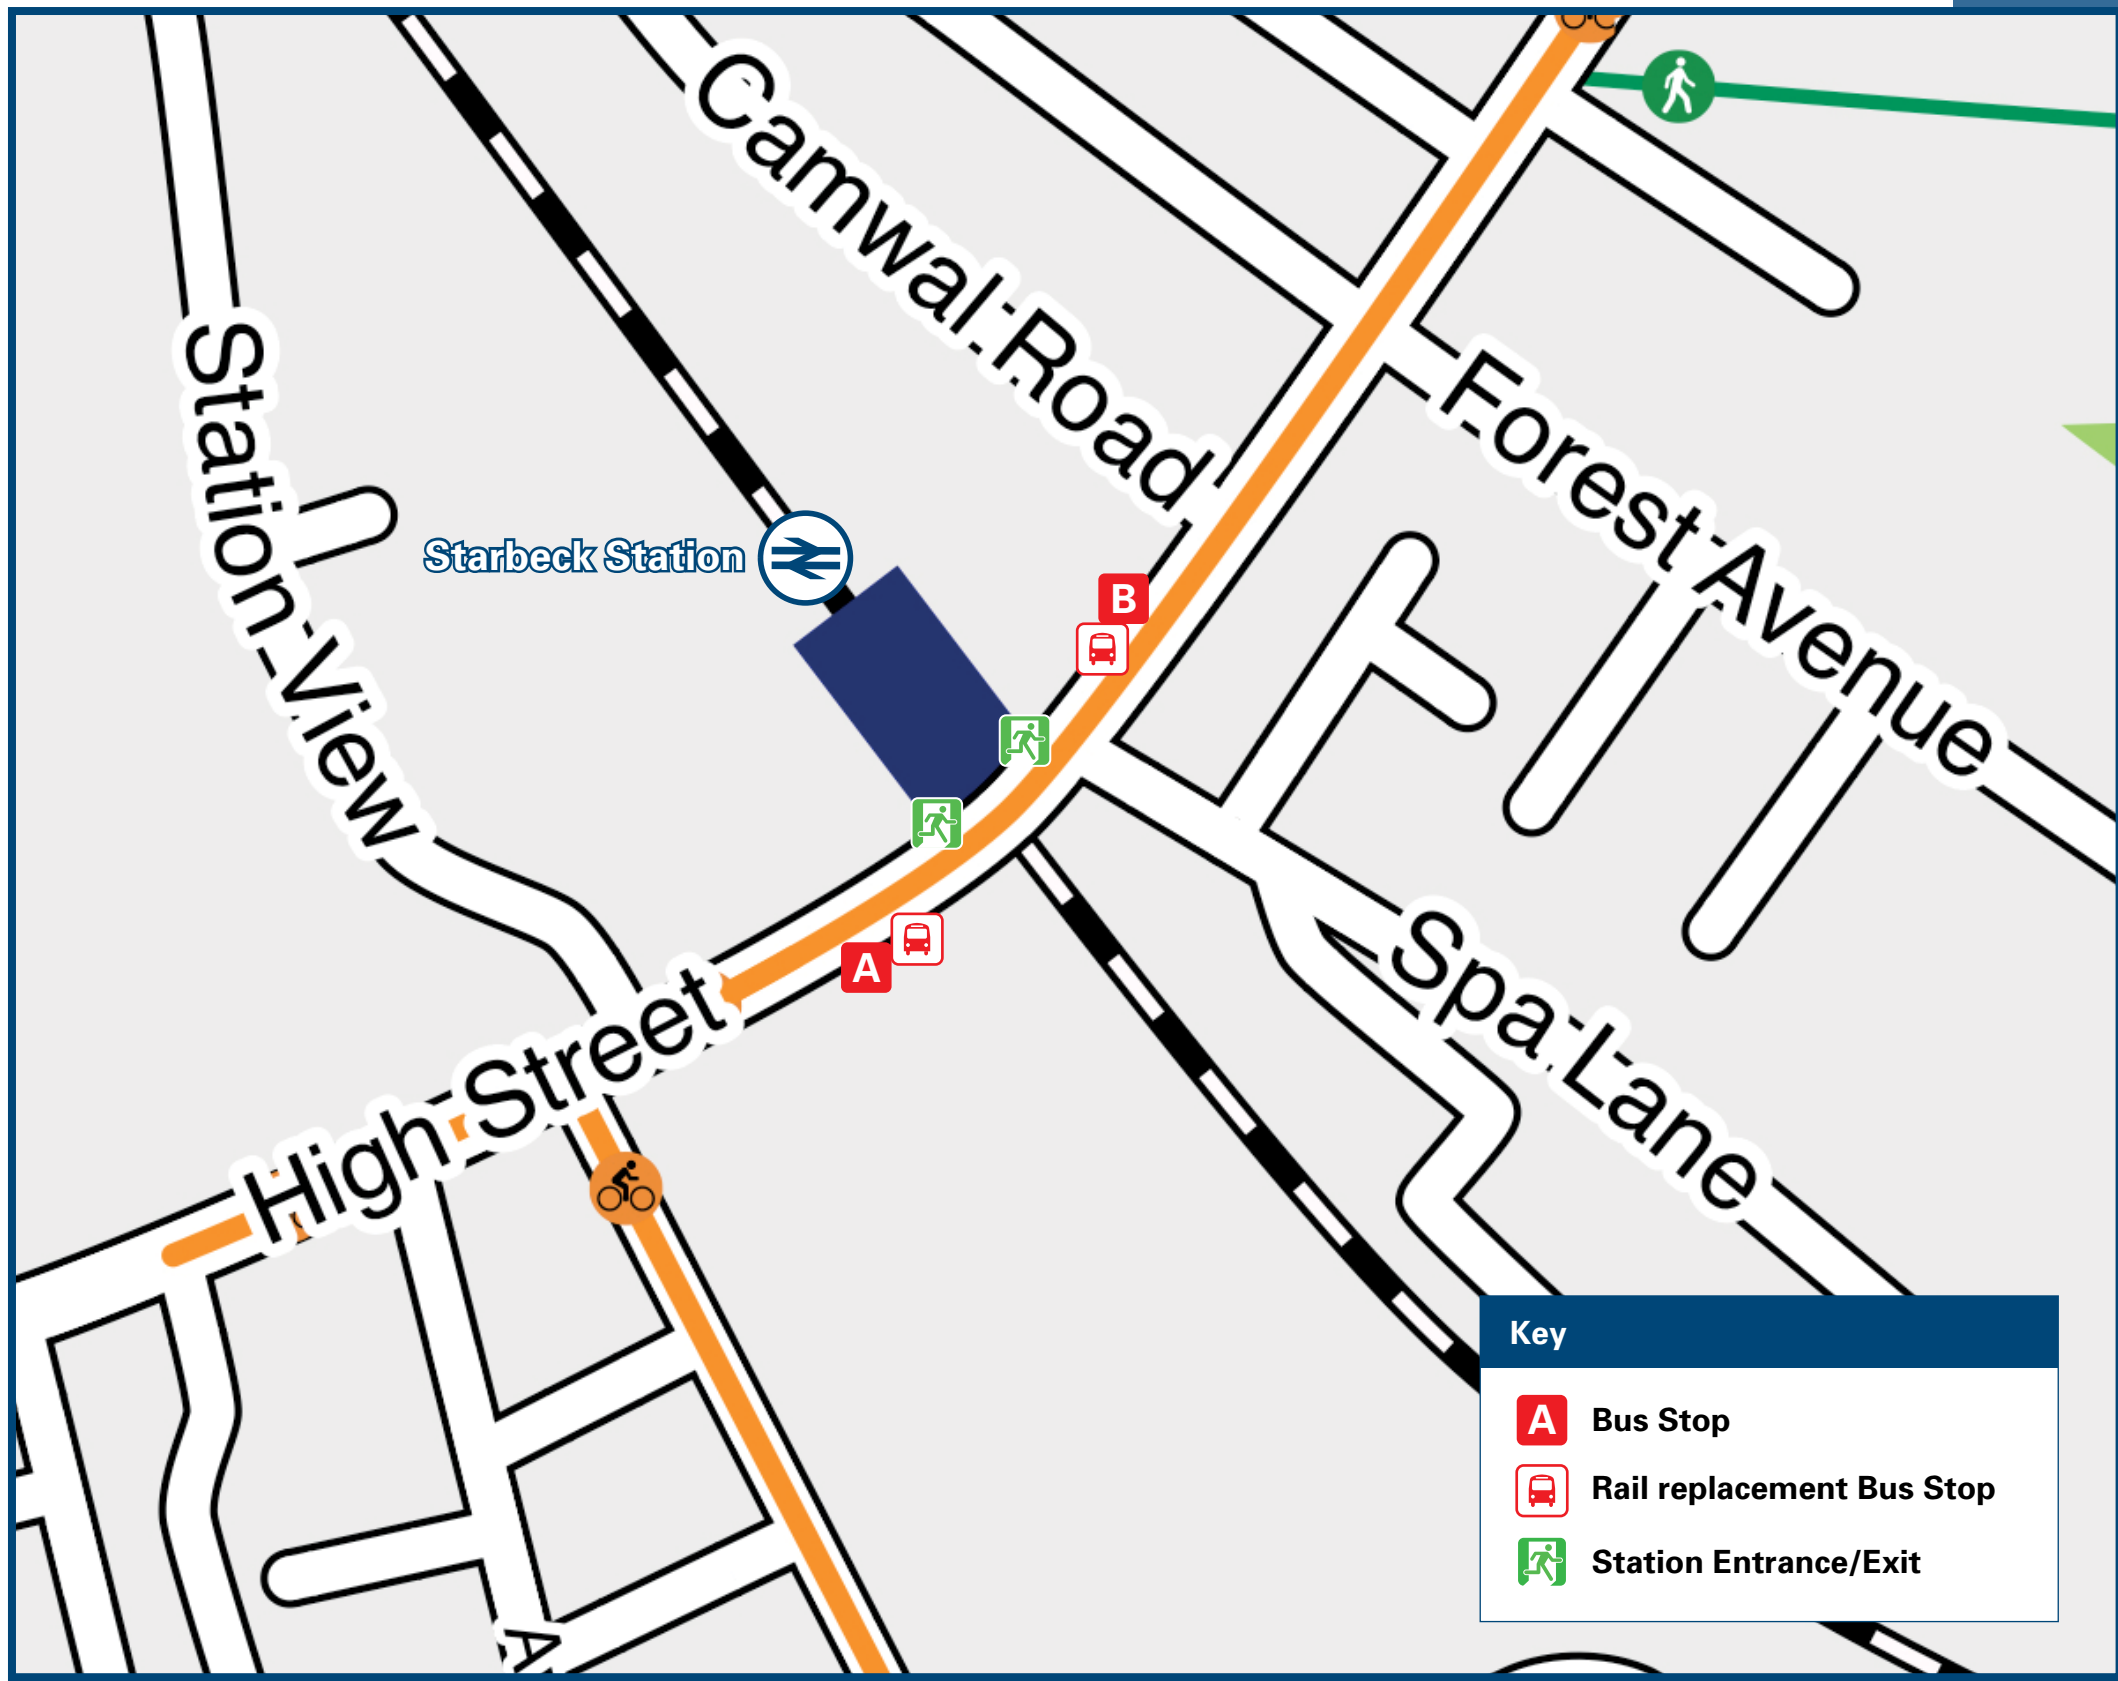 Camwal Road
Station View
Forest Avenue
Starbeck Station
B
A
High Street
Spa Lane
A
Key
A Bus Stop
Rail replacement Bus Stop
Station Entrance/Exit